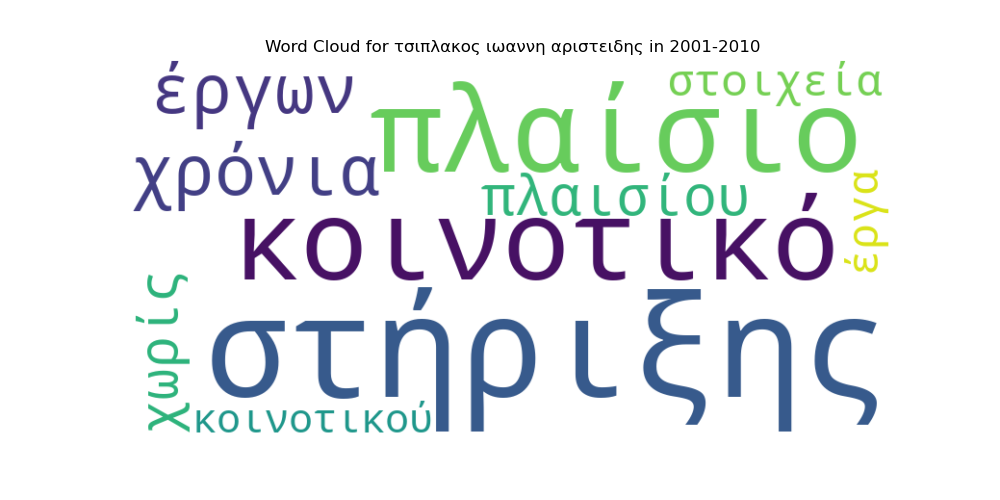 Word Cloud for τσιπλακος ιωαννη αριστειδης in 2001-2010
έργων
στοιχεία
πλαίσιο
χρόνια
πλαισίου
έργα
κοινοτικό
χωρίς
στήριξης
κοινοτικού